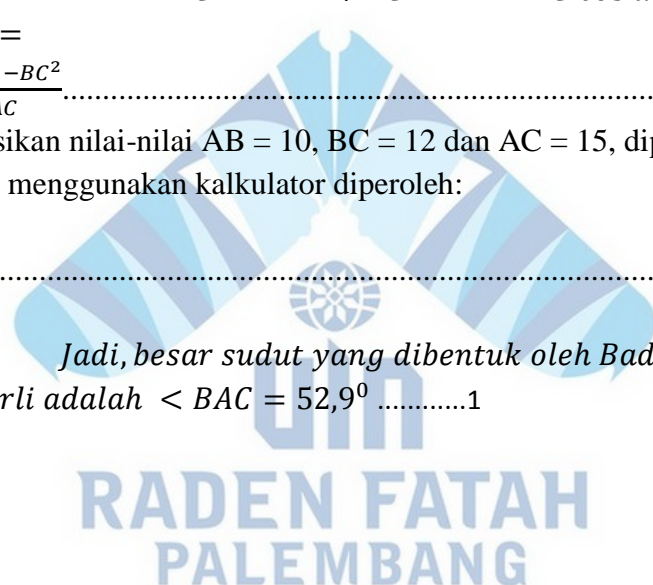 =
−BC²
AC
sikan nilai-nilai AB = 10, BC = 12 dan AC = 15, dip
menggunakan kalkulator diperoleh:
Jadi, besar sudut yang dibentuk oleh Bad
rli adalah < BAC = 52,9⁰ ............1
RADEN FATAH
PALEMBANG